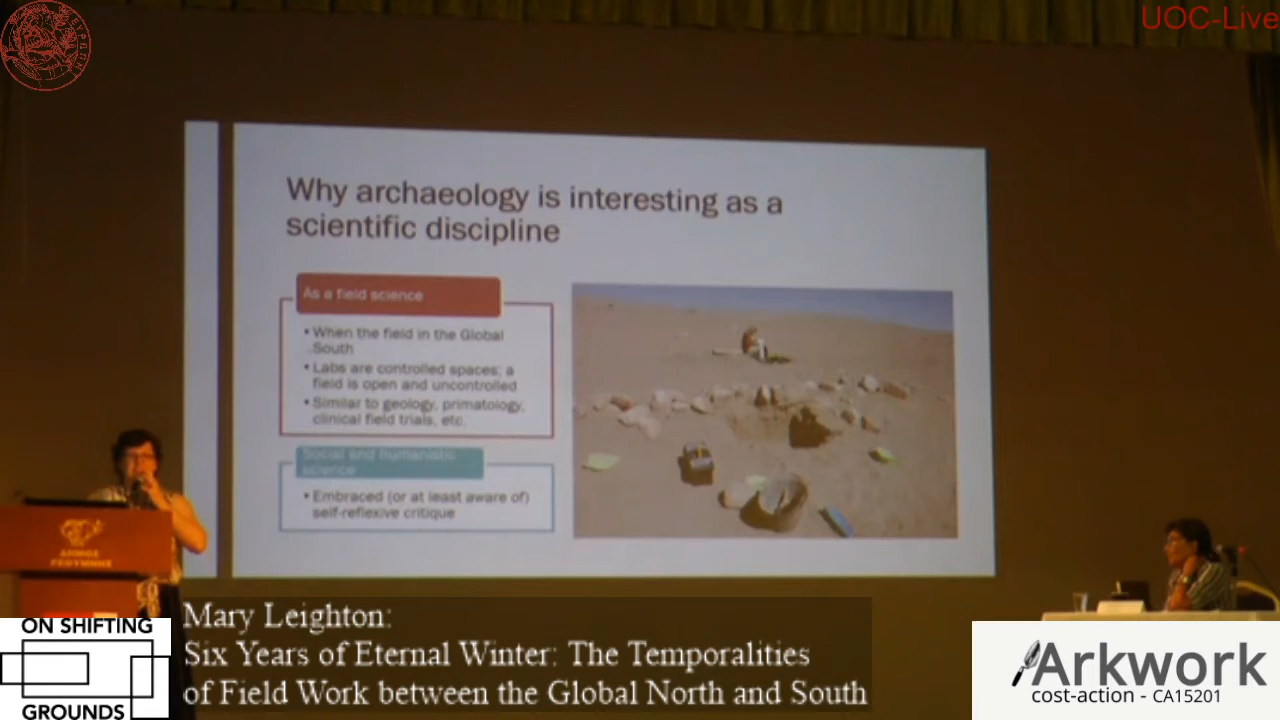 UOC-Live
Why archaeology is interesting as a
scientific discipline
As a field science
• When the field in the Global
South
• Labs are controlled spaces; a
field is open and uncontrolled
• Similar to geology, primatology,
clinical field trials, etc.
Social and humanistic
science
• Embraced (or at least aware of)
self-reflexive critique
ΔΗΜΟΣ
ΡΕΘΥΜΝΗΣ
ON SHIFTING
GROUNDS
Mary Leighton:
Six Years of Eternal Winter: The Temporalities
of Field Work between the Global North and South
Arkwork
cost-action - CA15201